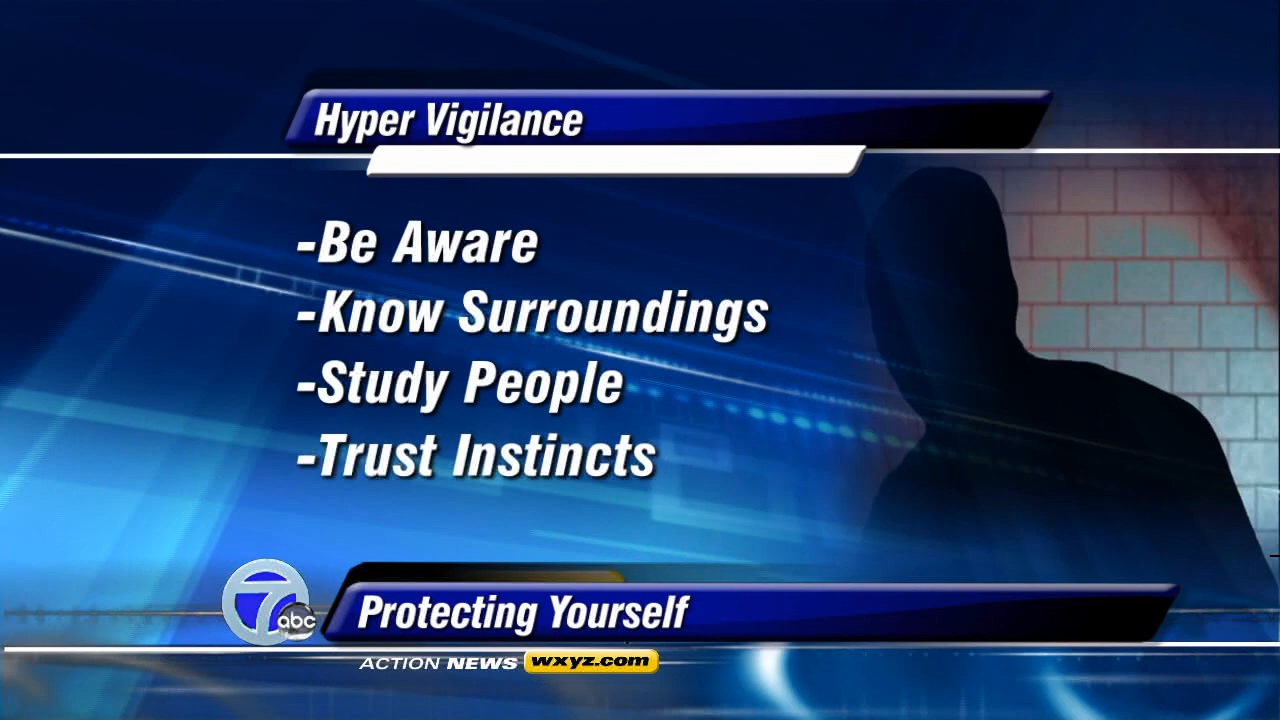 Hyper Vigilance
-Be Aware
-Know Surroundings
-Study People
-Trust Instincts
7 abc
Protecting Yourself
ACTION NEWS wxyz.com